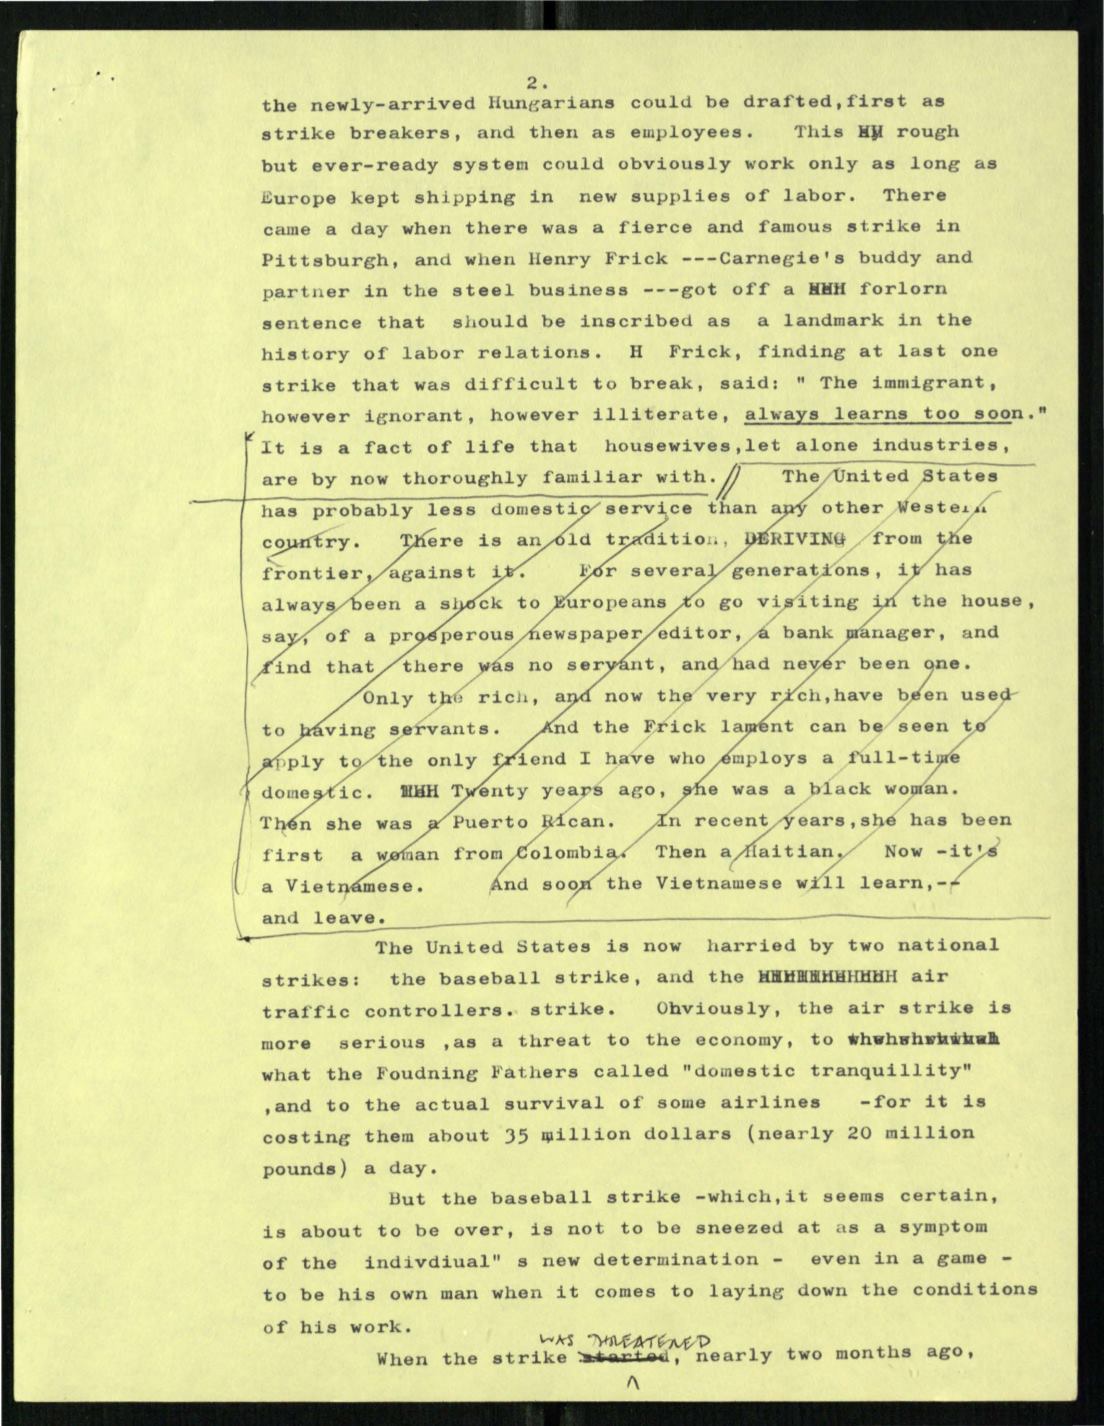 2.
the newly-arrived Hungarians could be drafted,first as
strike breakers, and then as employees. This rough
but ever-ready system could obviously work only as long as
Europe kept shipping in new supplies of labor. There
came a day when there was a fierce and famous strike in
Pittsburgh, and when Henry Frick ---Carnegie's buddy and
partner in the steel business ---got off a HHH forlorn
sentence that should be inscribed as a landmark in the
history of labor relations. H Frick, finding at last one
strike that was difficult to break, said: " The immigrant,
however ignorant, however illiterate, always learns too soon."
It is a fact of life that housewives,let alone industries,
are by now thoroughly familiar with. // The United States
has probably less domestic service than any other Western
country. There is an old tradition, DERIVING from the
frontier, against it. For several generations, it has
always been a shock to Europeans to go visiting in the house,
say, of a prosperous newspaper editor, a bank manager, and
find that there was no servant, and had never been one.
Only the rich, and now the very rich,have been used
to having servants. And the Frick lament can be seen to
apply to the only friend I have who employs a full-time
domestic. HHH Twenty years ago, she was a black woman.
Then she was a Puerto Rican. In recent years,she has been
first a woman from Colombia. Then a Haitian. Now -it's
a Vietnamese. And soon the Vietnamese will learn,--
and leave.
The United States is now harried by two national
strikes: the baseball strike, and the HHHHHHHHHHH air
traffic controllers. strike. Obviously, the air strike is
more serious ,as a threat to the economy, to
what the Foudning Fathers called "domestic tranquillity"
,and to the actual survival of some airlines -for it is
costing them about 35 million dollars (nearly 20 million
pounds) a day.
But the baseball strike -which,it seems certain,
is about to be over, is not to be sneezed at as a symptom
of the indivdiual" s new determination - even in a game -
to be his own man when it comes to laying down the conditions
of his work.
WAS THREATENED
When the strike started, nearly two months ago,